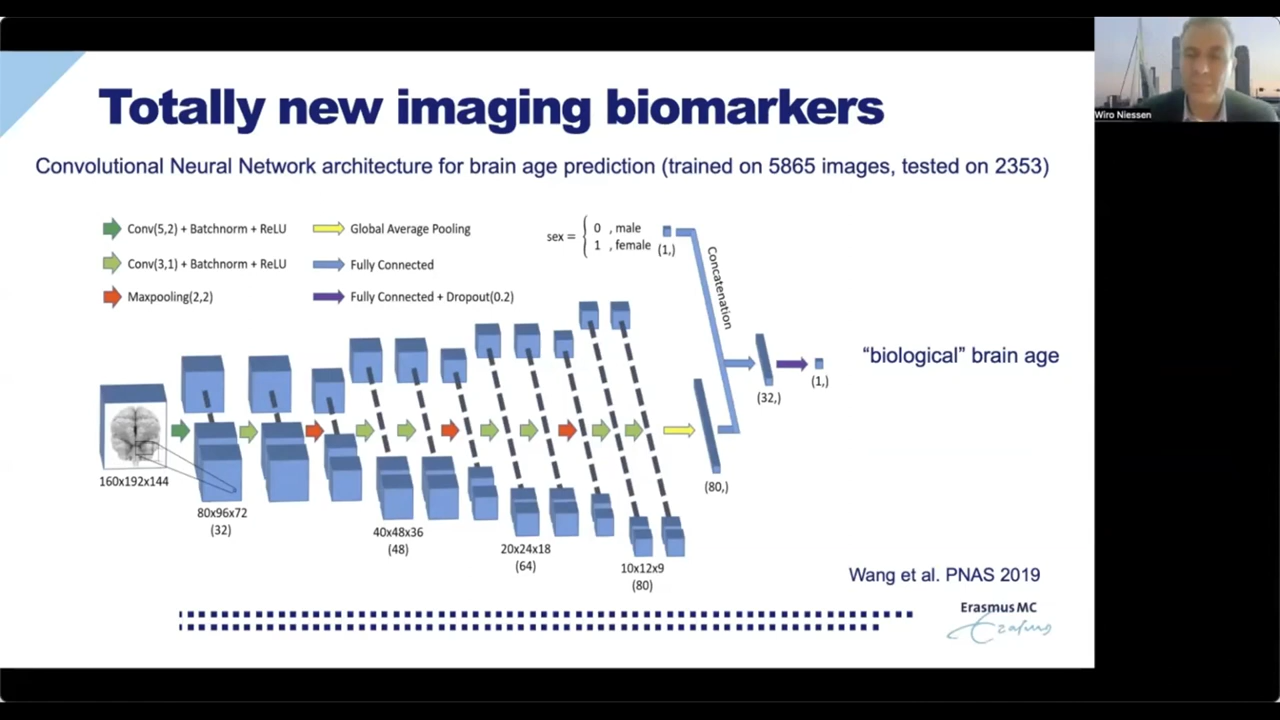 Totally new imaging biomarkers
Wiro Niessen
Convolutional Neural Network architecture for brain age prediction (trained on 5865 images, tested on 2353)
Conv(5,2) + Batchnorm + ReLU
Global Average Pooling
Conv(3,1) + Batchnorm + ReLU
Fully Connected
Maxpooling(2,2)
Fully Connected + Dropout(0.2)
sex = { 0 , male
1 , female
(1,)
Concatenation
"biological" brain age
(1,)
(32,)
160x192x144
(80,)
80x96x72
(32)
40x48x36
(48)
20x24x18
(64)
10x12x9
(80)
Wang et al. PNAS 2019
Erasmus MC
Erasmus